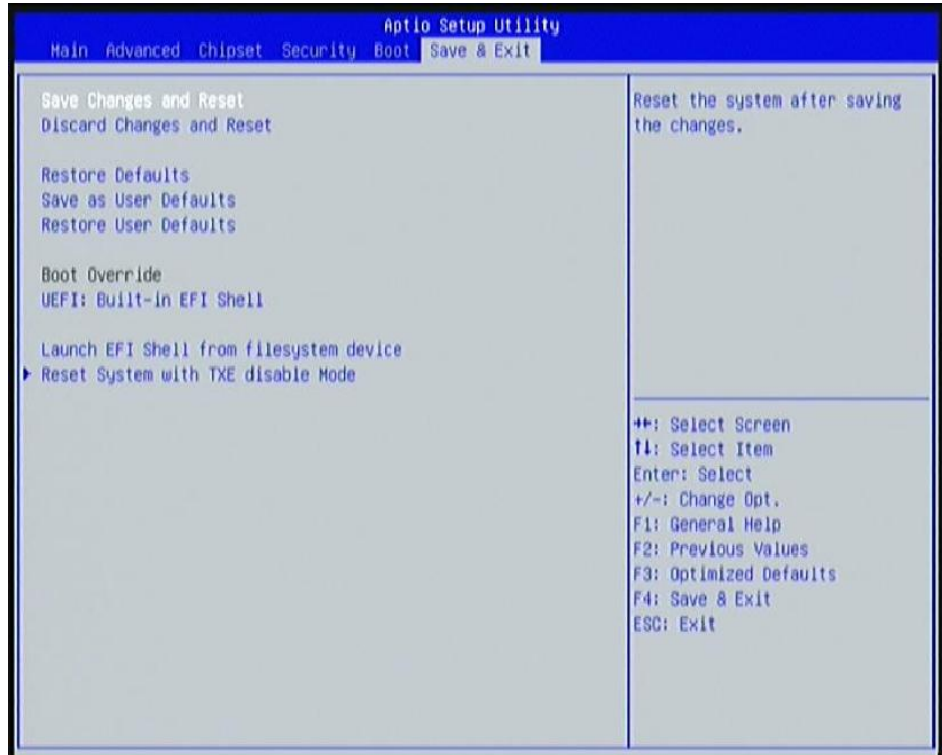 Aptio Setup Utility
Main Advanced Chipset Security Boot Save & Exit
Save Changes and Reset
Discard Changes and Reset
Restore Defaults
Save as User Defaults
Restore User Defaults
Boot Override
UEFI: Built-in EFI Shell
Launch EFI Shell from filesystem device
Reset System with TXE disable Mode
Reset the system after saving
the changes.
→←: Select Screen
↑↓: Select Item
Enter: Select
+/-: Change Opt.
F1: General Help
F2: Previous Values
F3: Optimized Defaults
F4: Save & Exit
ESC: Exit